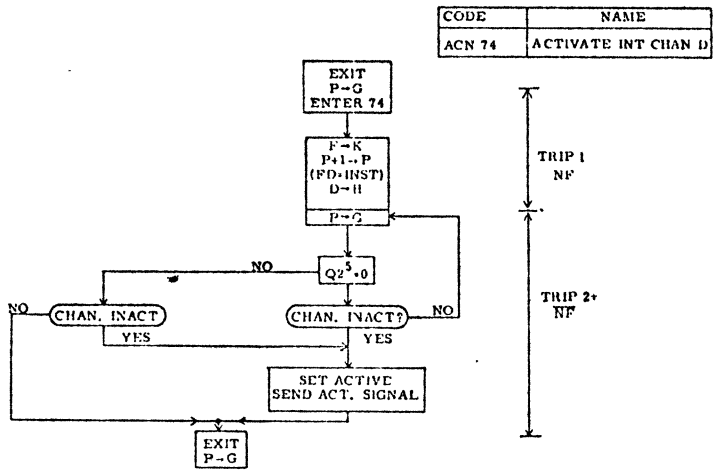 CODE NAME
ACN 74 ACTIVATE INT CHAN D
EXIT
P→G
ENTER 74
F→K
P+1→P
(FD=INST)
D→H
P→G
TRIP 1
NF
Q2⁵=0
NO
NO
CHAN. INACT
CHAN. INACT?
NO
YES
YES
TRIP 2+
N̅F̅
SET ACTIVE
SEND ACT. SIGNAL
EXIT
P→G